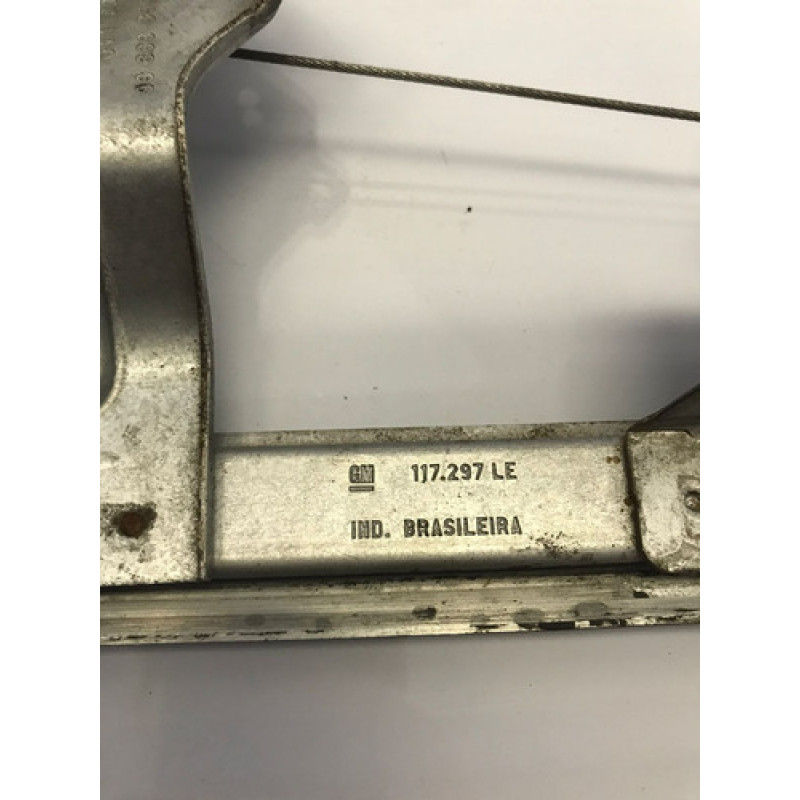 GM 117.297 LE
IND. BRASILEIRA